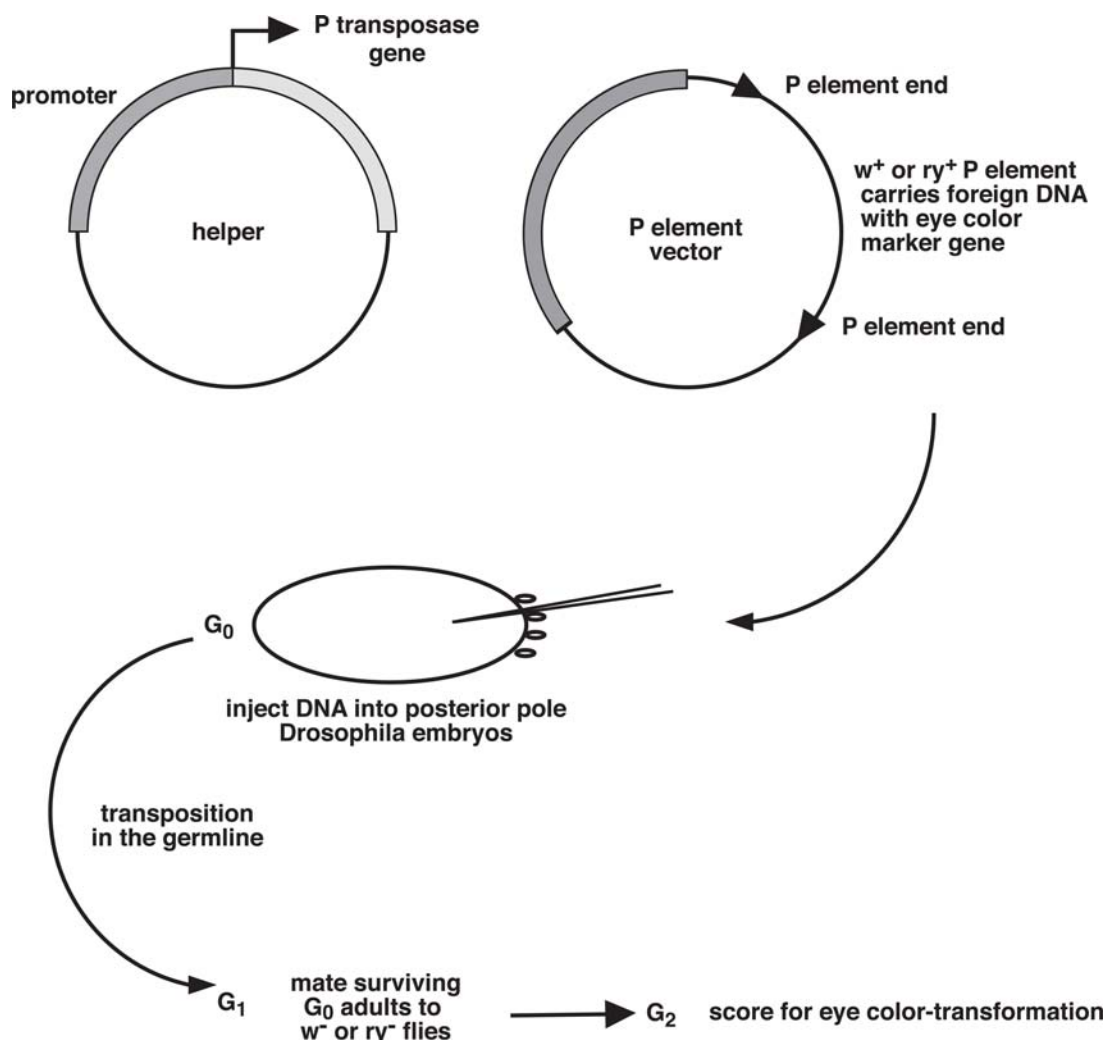 P transposase
gene
promoter
helper
P element end
w⁺ or ry⁺ P element
carries foreign DNA
with eye color
marker gene
P element
vector
P element end
G₀
inject DNA into posterior pole
Drosophila embryos
transposition
in the germline
G₁
mate surviving
G₀ adults to
w⁻ or ry⁻ flies
G₂
score for eye color-transformation